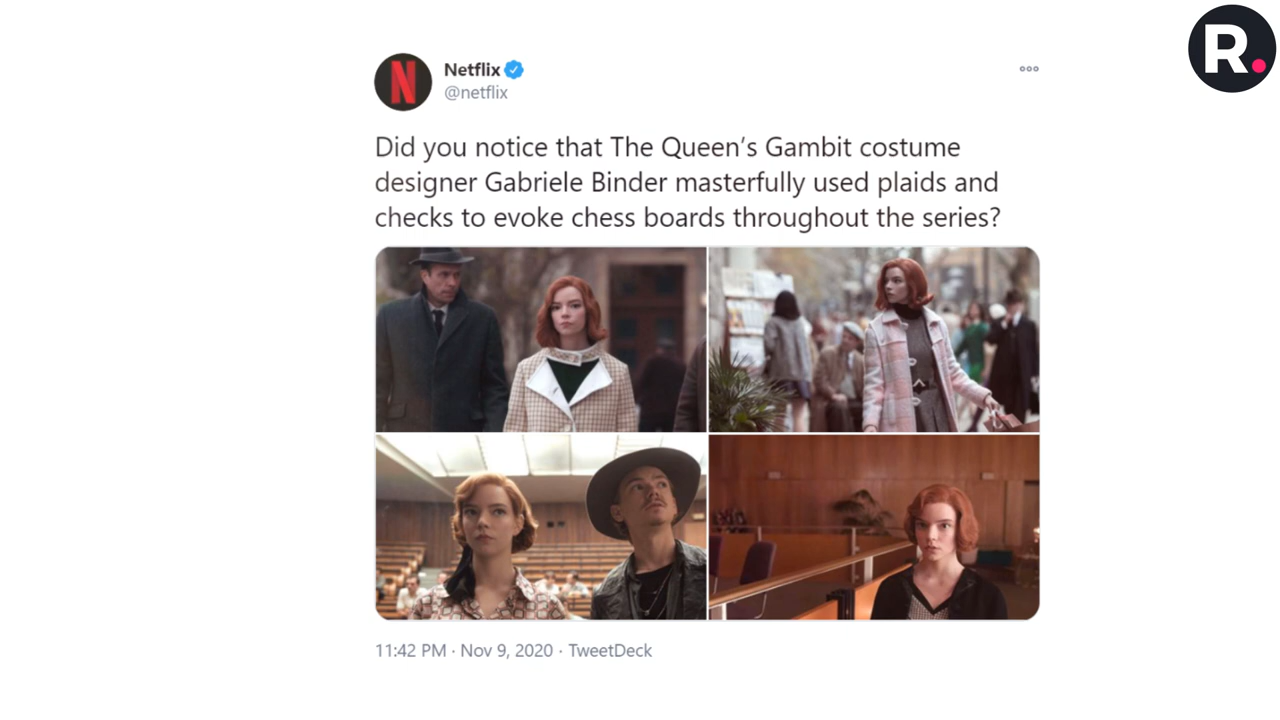 R.
Netflix
@netflix
Did you notice that The Queen's Gambit costume
designer Gabriele Binder masterfully used plaids and
checks to evoke chess boards throughout the series?
11:42 PM · Nov 9, 2020 · TweetDeck